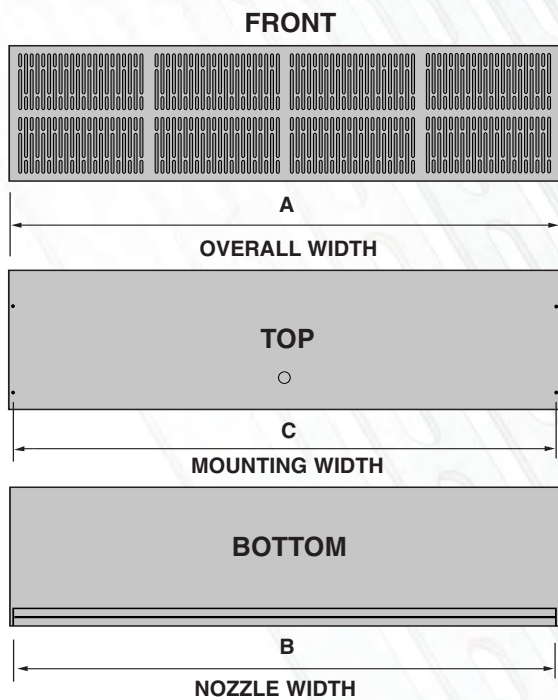 FRONT
A
OVERALL WIDTH
TOP
C
MOUNTING WIDTH
BOTTOM
B
NOZZLE WIDTH